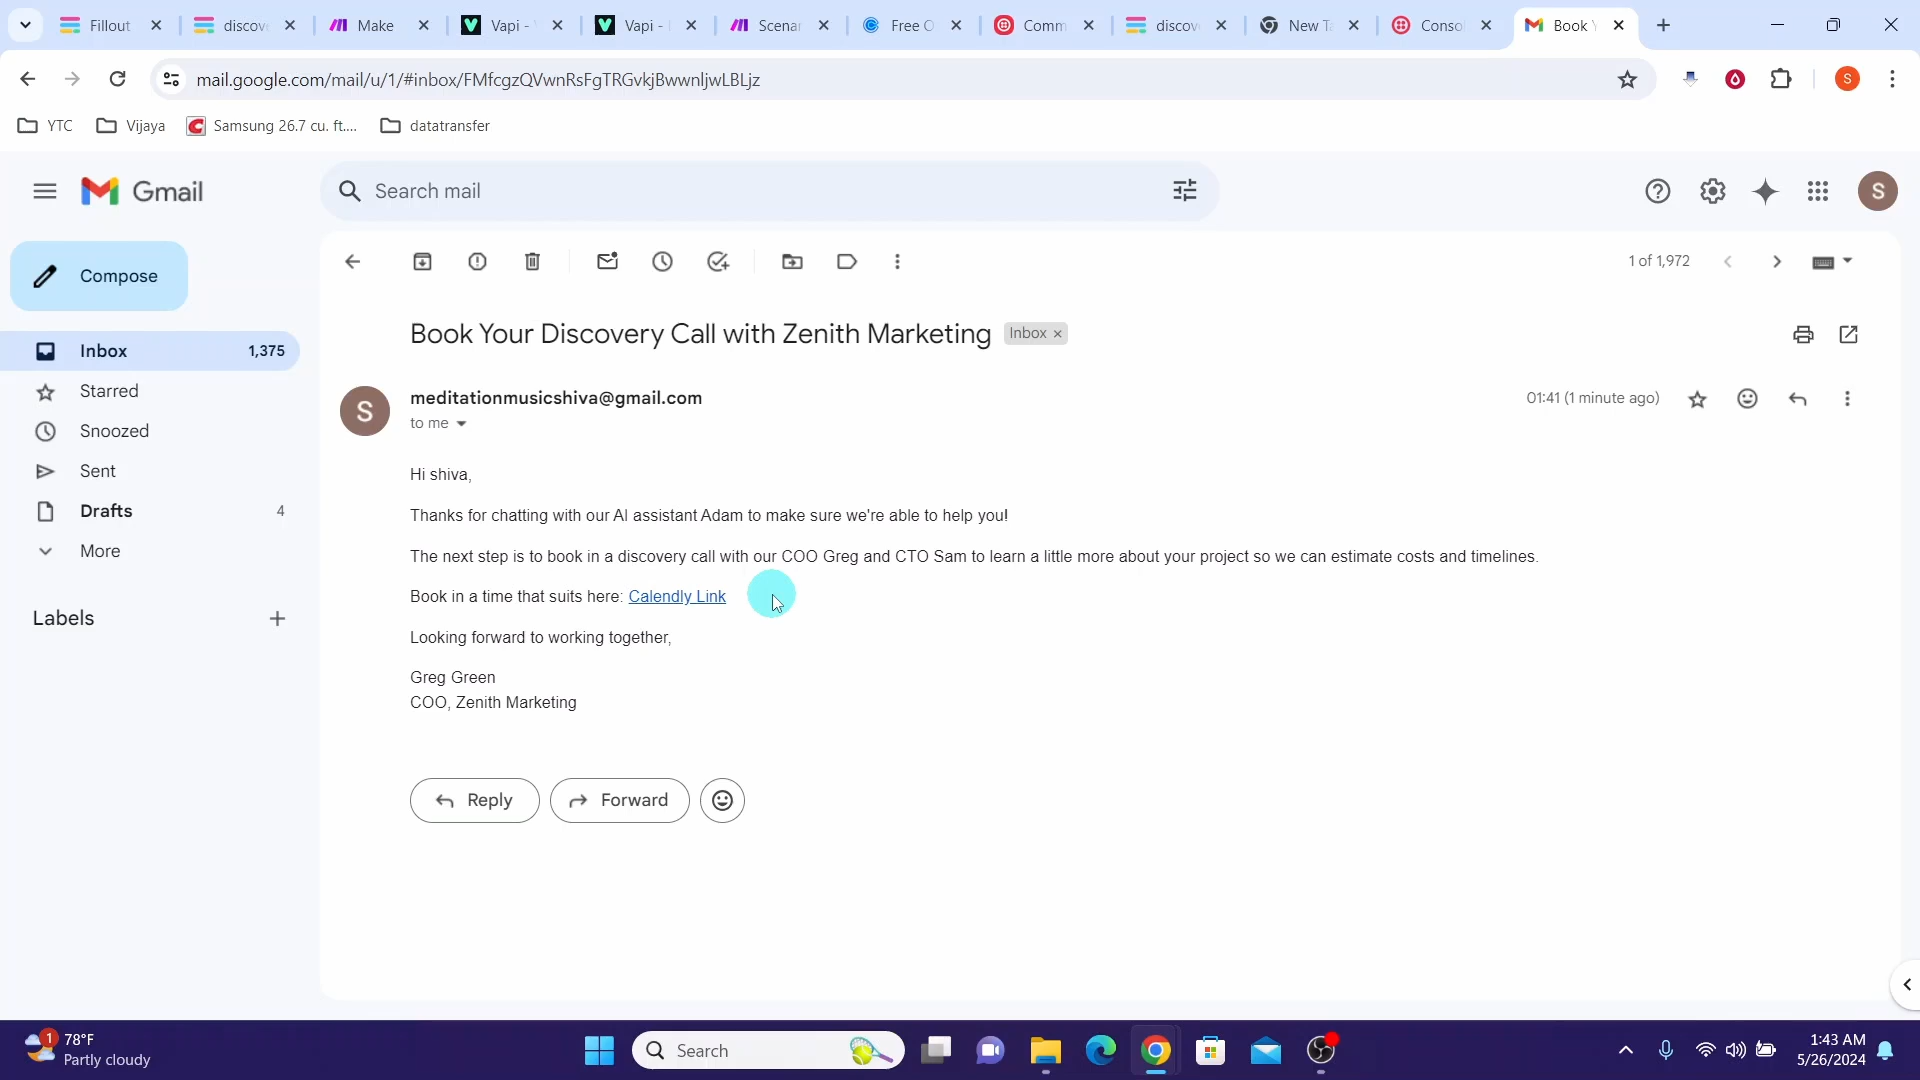 Fillout
discov
Make
Vapi -
Vapi -
Scenar
Free O
Comm
discov
New Ta
Conso
Book
mail.google.com/mail/u/1/#inbox/FMfcgzQVwnRsFgTRGvkjBwwnljwLBLjz
S
YTC
Vijaya
Samsung 26.7 cu. ft....
datatransfer
Gmail
Search mail
S
Compose
1 of 1,972
Inbox 1,375
Starred
Snoozed
Sent
Drafts 4
More
Labels
Book Your Discovery Call with Zenith Marketing Inbox ×
S
meditationmusicshiva@gmail.com
01:41 (1 minute ago)
to me
Hi shiva,
Thanks for chatting with our AI assistant Adam to make sure we're able to help you!
The next step is to book in a discovery call with our COO Greg and CTO Sam to learn a little more about your project so we can estimate costs and timelines.
Book in a time that suits here: Calendly Link
Looking forward to working together,
Greg Green
COO, Zenith Marketing
Reply
Forward
1
78°F
Partly cloudy
Search
1:43 AM
5/26/2024